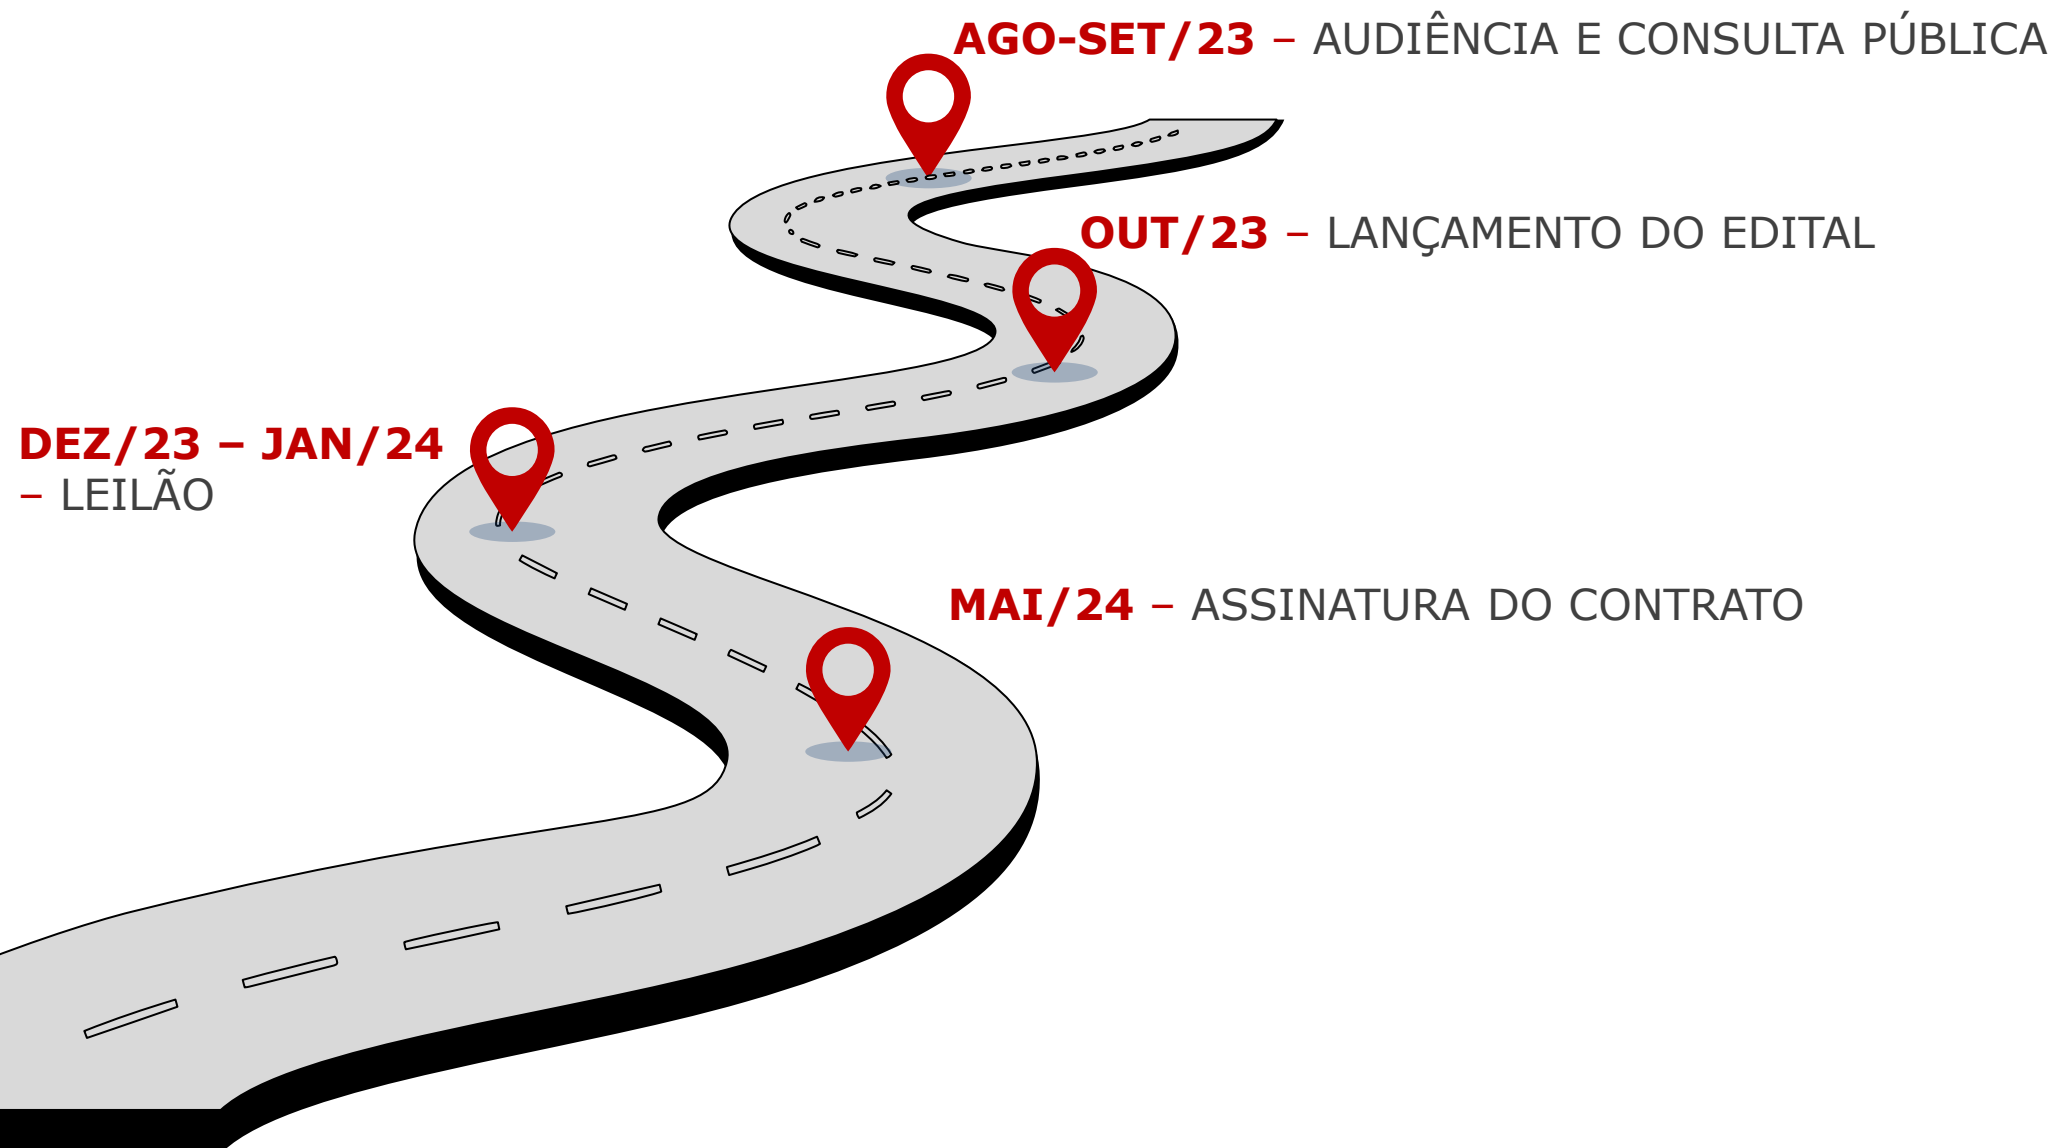 AGO-SET/23 – AUDIÊNCIA E CONSULTA PÚBLICA
OUT/23 – LANÇAMENTO DO EDITAL
DEZ/23 – JAN/24
– LEILÃO
MAI/24 – ASSINATURA DO CONTRATO